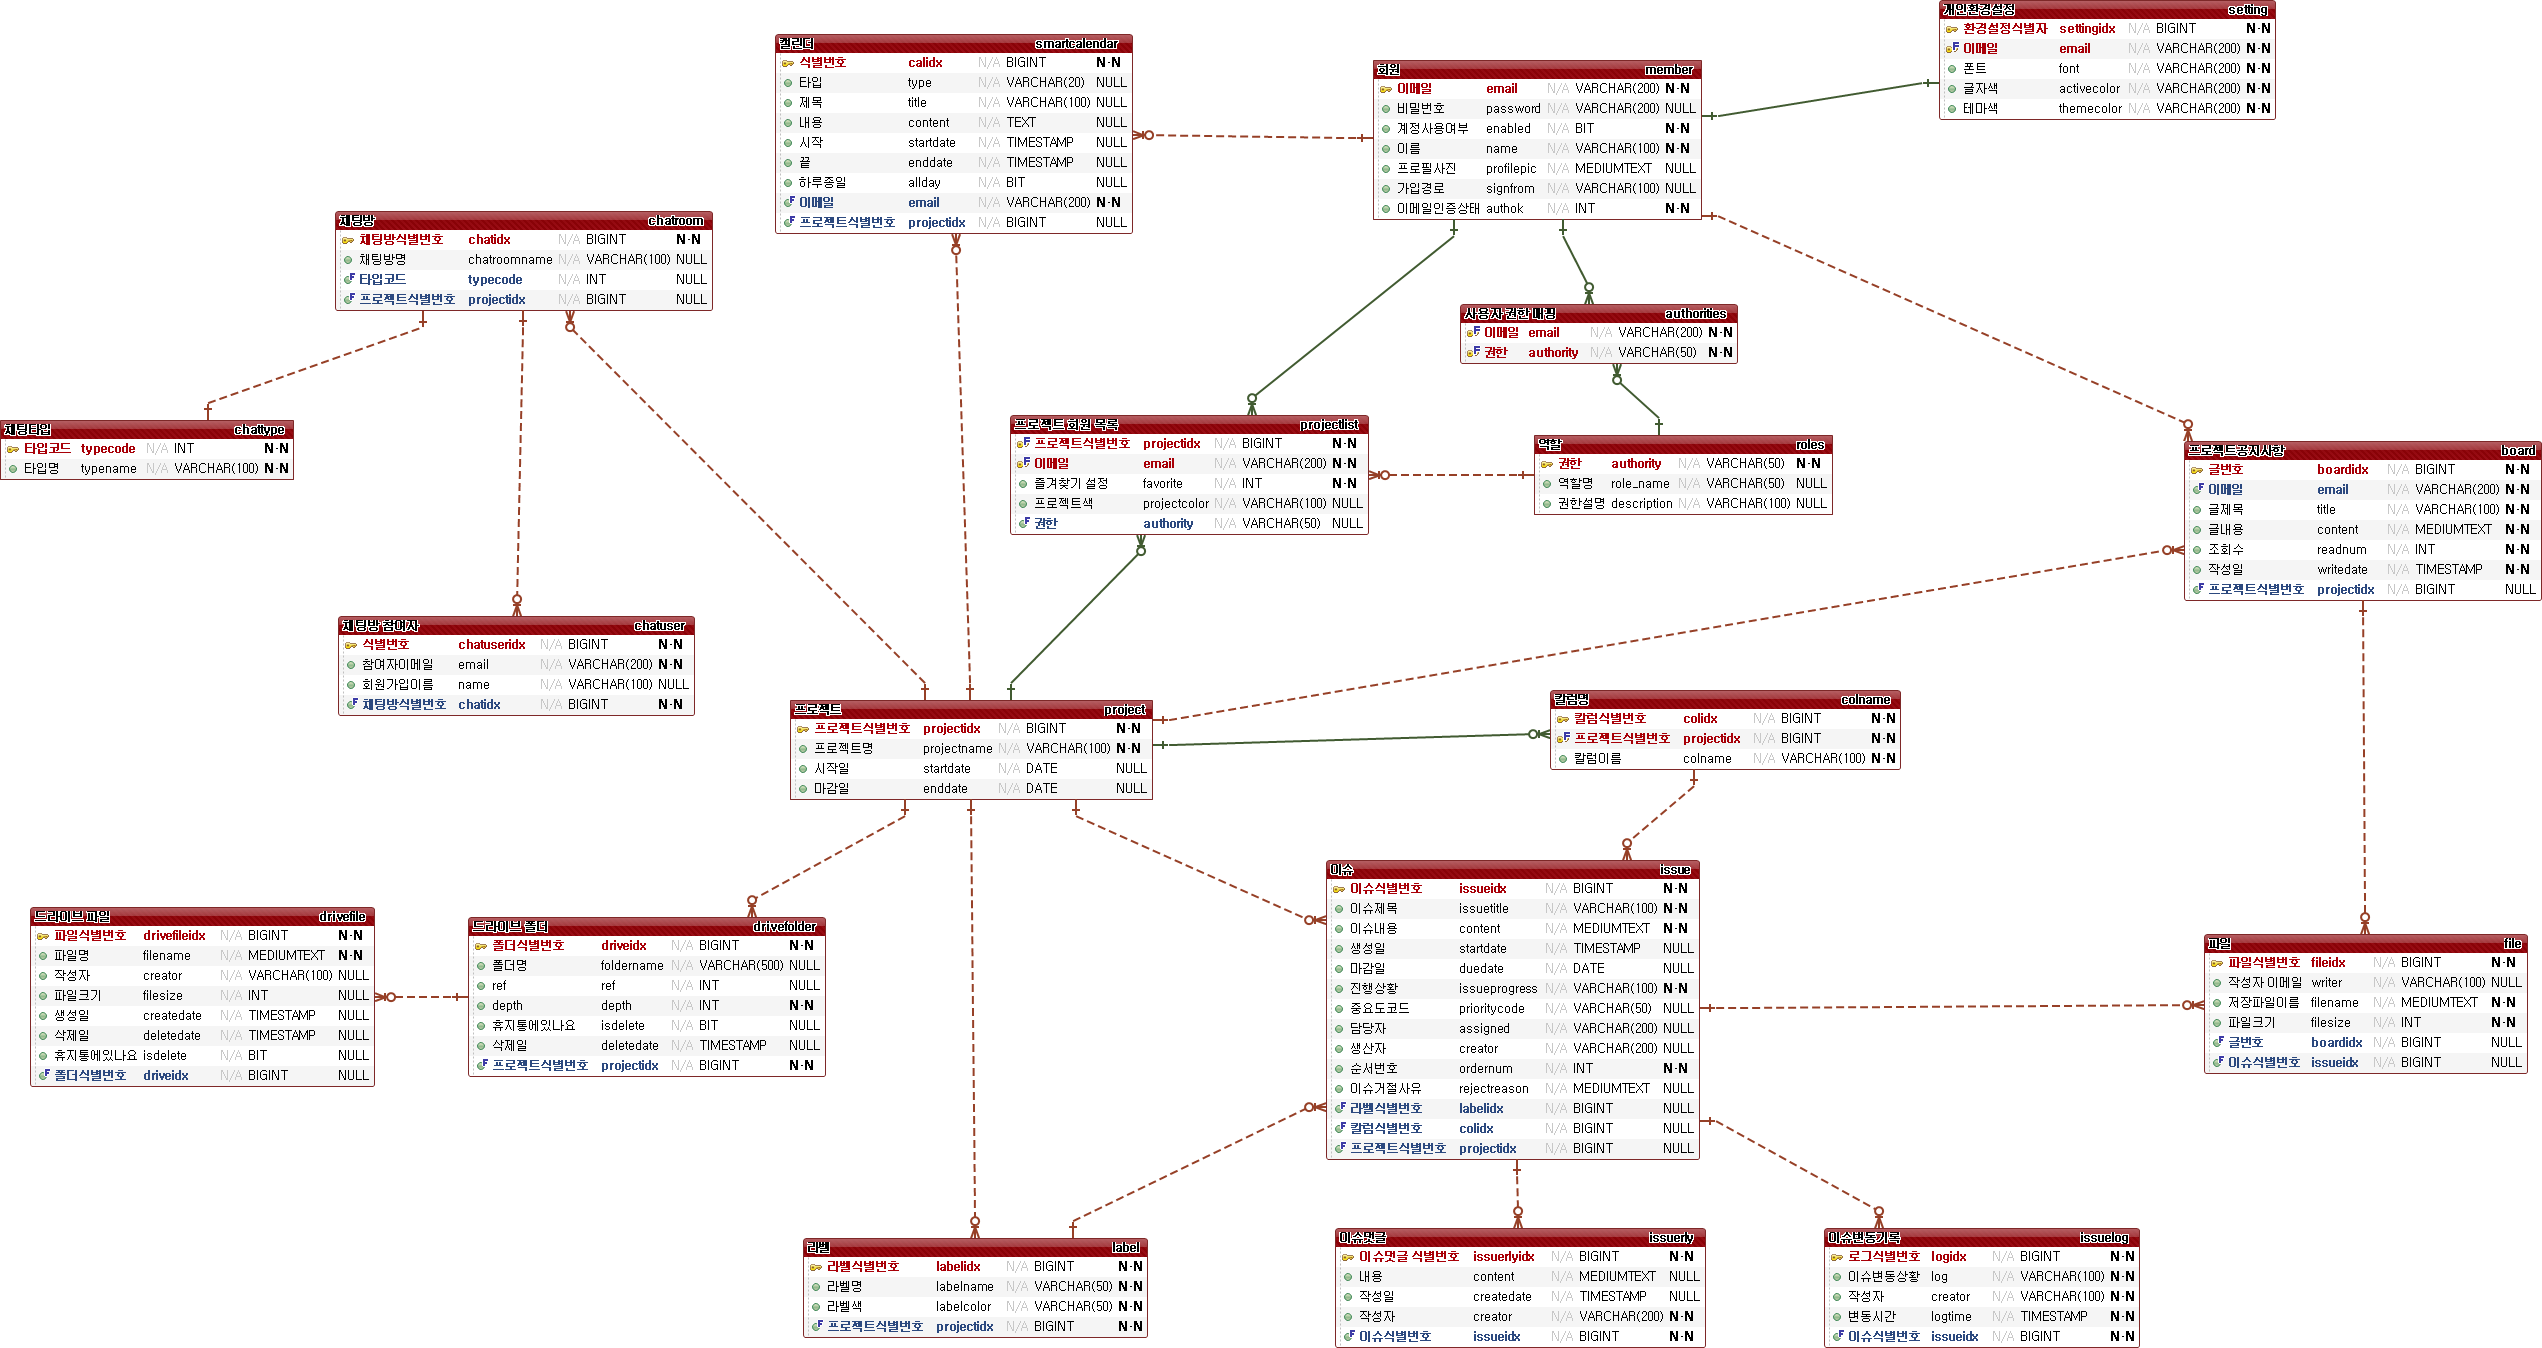 개인환경설정 setting
환경설정식별자 settingidx N/A BIGINT N-N
이메일 email N/A VARCHAR(200) N-N
폰트 font N/A VARCHAR(200) N-N
글자색 activecolor N/A VARCHAR(200) N-N
테마색 themecolor N/A VARCHAR(200) N-N
캘린더 smartcalendar
식별번호 calidx N/A BIGINT N-N
타입 type N/A VARCHAR(20) NULL
제목 title N/A VARCHAR(100) NULL
내용 content N/A TEXT NULL
시작 startdate N/A TIMESTAMP NULL
끝 enddate N/A TIMESTAMP NULL
하루종일 allday N/A BIT NULL
이메일 email N/A VARCHAR(200) N-N
프로젝트식별번호 projectidx N/A BIGINT NULL
회원 member
이메일 email N/A VARCHAR(200) N-N
비밀번호 password N/A VARCHAR(200) NULL
계정사용여부 enabled N/A BIT N-N
이름 name N/A VARCHAR(100) N-N
프로필사진 profilepic N/A MEDIUMTEXT NULL
가입경로 signfrom N/A VARCHAR(100) NULL
이메일인증상태 authok N/A INT N-N
채팅방 chatroom
채팅방식별번호 chatidx N/A BIGINT N-N
채팅방명 chatroomname N/A VARCHAR(100) NULL
타입코드 typecode N/A INT NULL
프로젝트식별번호 projectidx N/A BIGINT NULL
사용자 권한 매핑 authorities
이메일 email N/A VARCHAR(200) N-N
권한 authority N/A VARCHAR(50) N-N
채팅타입 chattype
타입코드 typecode N/A INT N-N
타입명 typename N/A VARCHAR(100) N-N
프로젝트 회원 목록 projectlist
프로젝트식별번호 projectidx N/A BIGINT N-N
이메일 email N/A VARCHAR(200) N-N
즐겨찾기 설정 favorite N/A INT N-N
프로젝트색 projectcolor N/A VARCHAR(100) NULL
권한 authority N/A VARCHAR(50) NULL
역할 roles
권한 authority N/A VARCHAR(50) N-N
역할명 role_name N/A VARCHAR(50) NULL
권한설명 description N/A VARCHAR(100) NULL
프로젝트공지사항 board
글번호 boardidx N/A BIGINT N-N
이메일 email N/A VARCHAR(200) N-N
글제목 title N/A VARCHAR(100) N-N
글내용 content N/A MEDIUMTEXT N-N
조회수 readnum N/A INT N-N
작성일 writedate N/A TIMESTAMP N-N
프로젝트식별번호 projectidx N/A BIGINT NULL
채팅방 참여자 chatuser
식별번호 chatuseridx N/A BIGINT N-N
참여자이메일 email N/A VARCHAR(200) N-N
회원가입이름 name N/A VARCHAR(100) NULL
채팅방식별번호 chatidx N/A BIGINT N-N
프로젝트 project
프로젝트식별번호 projectidx N/A BIGINT N-N
프로젝트명 projectname N/A VARCHAR(100) N-N
시작일 startdate N/A DATE NULL
마감일 enddate N/A DATE NULL
칼럼명 colname
칼럼식별번호 colidx N/A BIGINT N-N
프로젝트식별번호 projectidx N/A BIGINT N-N
칼럼이름 colname N/A VARCHAR(100) N-N
드라이브 파일 drivefile
파일식별번호 drivefileidx N/A BIGINT N-N
파일명 filename N/A MEDIUMTEXT N-N
작성자 creator N/A VARCHAR(100) NULL
파일크기 filesize N/A INT NULL
생성일 createdate N/A TIMESTAMP NULL
삭제일 deletedate N/A TIMESTAMP NULL
휴지통에있나요 isdelete N/A BIT NULL
폴더식별번호 driveidx N/A BIGINT NULL
드라이브 폴더 drivefolder
폴더식별번호 driveidx N/A BIGINT N-N
폴더명 foldername N/A VARCHAR(500) NULL
ref ref N/A INT NULL
depth depth N/A INT N-N
휴지통에있나요 isdelete N/A BIT NULL
삭제일 deletedate N/A TIMESTAMP NULL
프로젝트식별번호 projectidx N/A BIGINT N-N
이슈 issue
이슈식별번호 issueidx N/A BIGINT N-N
이슈제목 issuetitle N/A VARCHAR(100) N-N
이슈내용 content N/A MEDIUMTEXT N-N
생성일 startdate N/A TIMESTAMP NULL
마감일 duedate N/A DATE NULL
진행상황 issueprogress N/A VARCHAR(100) N-N
중요도코드 prioritycode N/A VARCHAR(50) NULL
담당자 assigned N/A VARCHAR(200) NULL
생산자 creator N/A VARCHAR(200) NULL
순서번호 ordernum N/A INT N-N
이슈거절사유 rejectreason N/A MEDIUMTEXT NULL
라벨식별번호 labelidx N/A BIGINT NULL
칼럼식별번호 colidx N/A BIGINT NULL
프로젝트식별번호 projectidx N/A BIGINT NULL
파일 file
파일식별번호 fileidx N/A BIGINT N-N
작성자 이메일 writer N/A VARCHAR(100) NULL
저장파일이름 filename N/A MEDIUMTEXT N-N
파일크기 filesize N/A INT N-N
글번호 boardidx N/A BIGINT NULL
이슈식별번호 issueidx N/A BIGINT NULL
라벨 label
라벨식별번호 labelidx N/A BIGINT N-N
라벨명 labelname N/A VARCHAR(50) N-N
라벨색 labelcolor N/A VARCHAR(50) N-N
프로젝트식별번호 projectidx N/A BIGINT N-N
이슈댓글 issuerly
이슈댓글 식별번호 issuerlyidx N/A BIGINT N-N
내용 content N/A MEDIUMTEXT NULL
작성일 createdate N/A TIMESTAMP NULL
작성자 creator N/A VARCHAR(200) N-N
이슈식별번호 issueidx N/A BIGINT N-N
이슈변동기록 issuelog
로그식별번호 logidx N/A BIGINT N-N
이슈변동상황 log N/A VARCHAR(100) N-N
작성자 creator N/A VARCHAR(100) N-N
변동시간 logtime N/A TIMESTAMP N-N
이슈식별번호 issueidx N/A BIGINT N-N